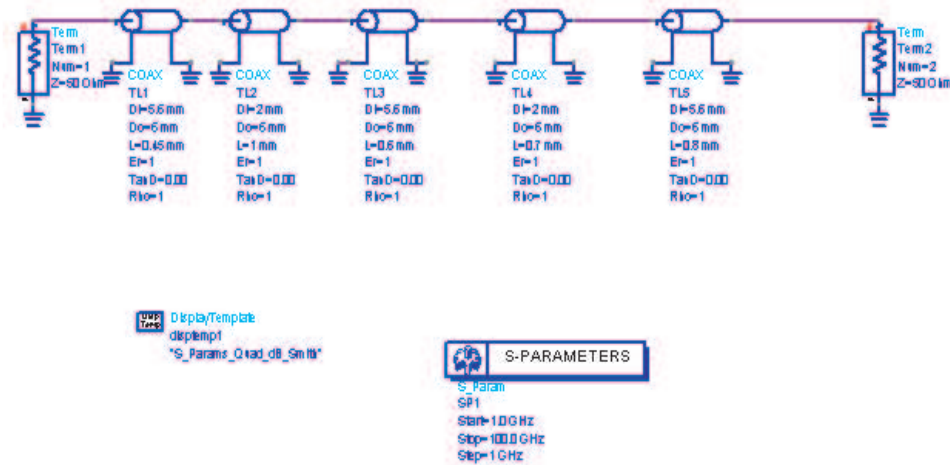 Term
Term1
Num=1
Z=50 Ohm
COAX
TL1
Di=5.6 mm
Do=6 mm
L=0.45 mm
Er=1
TanD=0.00
Rho=1
COAX
TL2
Di=2 mm
Do=6 mm
L=1 mm
Er=1
TanD=0.00
Rho=1
COAX
TL3
Di=5.6 mm
Do=6 mm
L=0.6 mm
Er=1
TanD=0.00
Rho=1
COAX
TL4
Di=2 mm
Do=6 mm
L=0.7 mm
Er=1
TanD=0.00
Rho=1
COAX
TL5
Di=5.6 mm
Do=6 mm
L=0.8 mm
Er=1
TanD=0.00
Rho=1
Term
Term2
Num=2
Z=50 Ohm
Disp
Temp
DisplayTemplate
disptemp1
"S_Params_Quad_dB_Smith"
S-PARAMETERS
S_Param
SP1
Start=1.0 GHz
Stop=100.0 GHz
Step=1 GHz